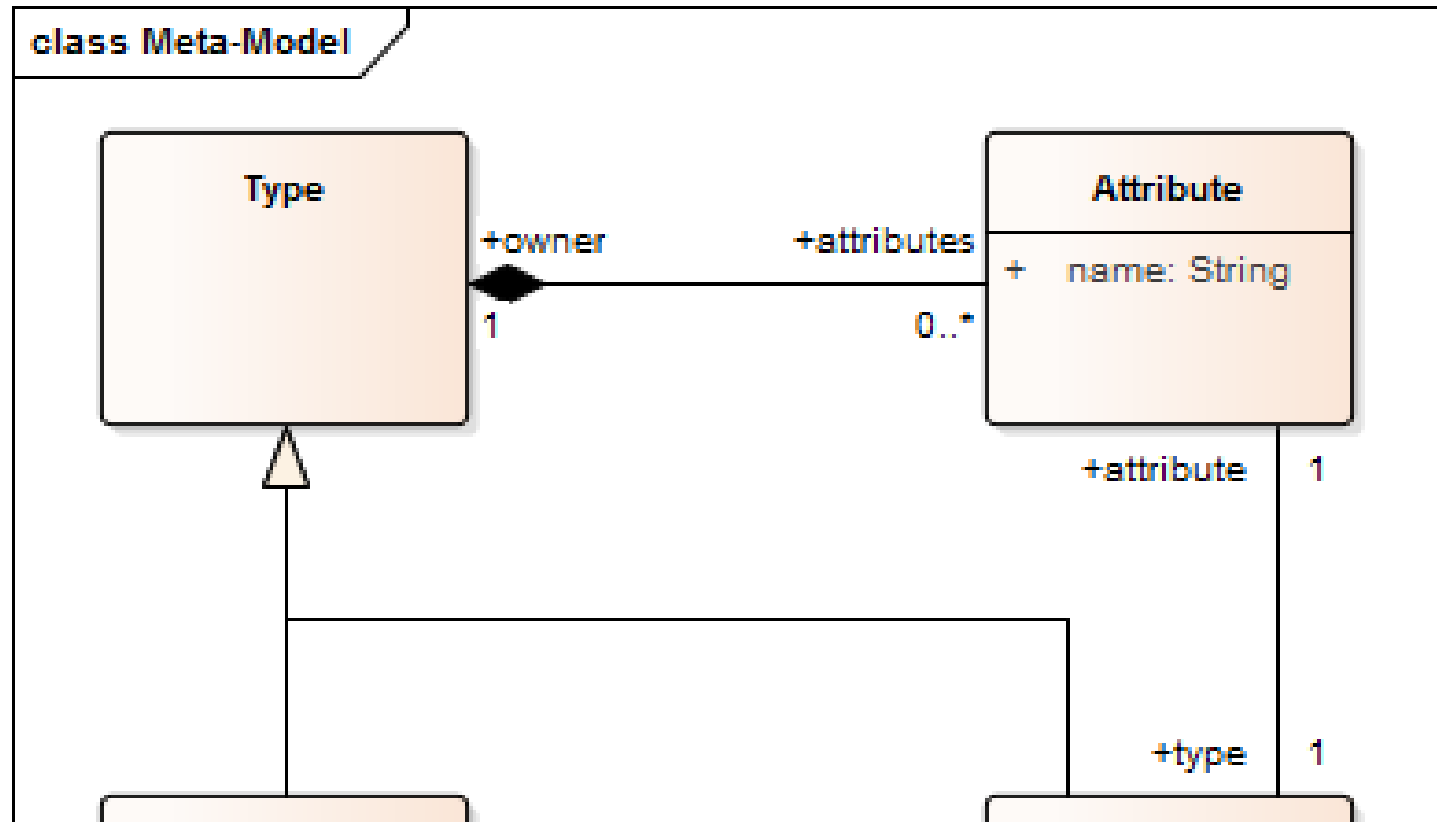 class Meta-Model
Type
Attribute
+owner
+attributes
+ name: String
1
0..*
+attribute 1
+type 1